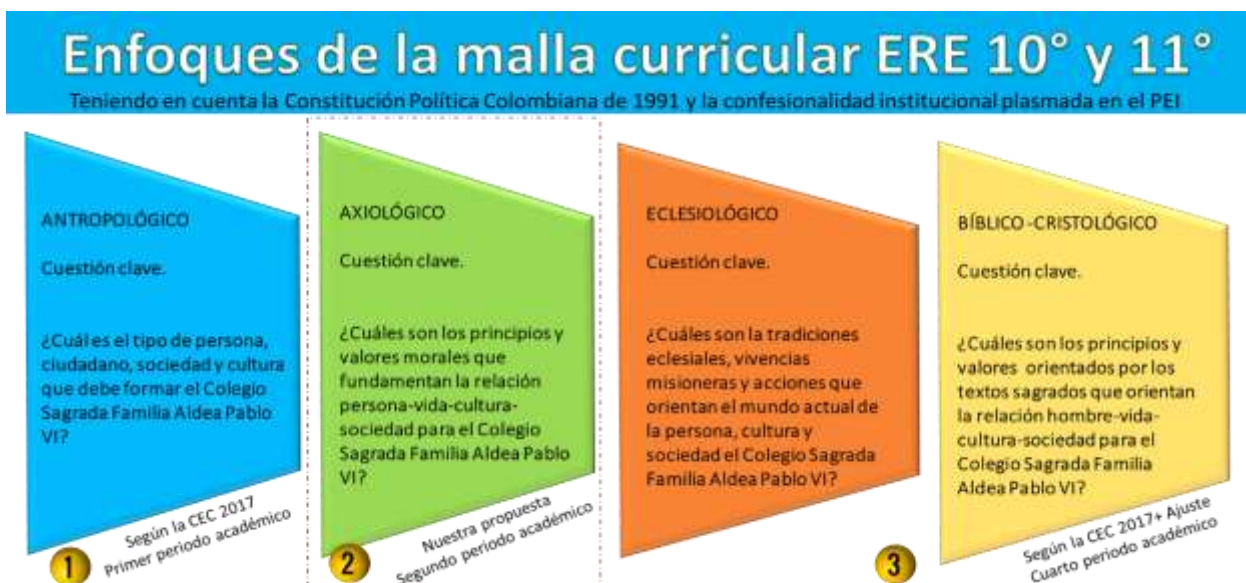 Enfoques de la malla curricular ERE 10° y 11°
Teniendo en cuenta la Constitución Política Colombiana de 1991 y la confesionalidad institucional plasmada en el PEI
ANTROPOLÓGICO
Cuestión clave.
¿Cuál es el tipo de persona,
ciudadano, sociedad y cultura
que debe formar el Colegio
Sagrada Familia Aldea Pablo
VI?
Según la CEC 2017
Primer periodo académico
1
AXIOLÓGICO
Cuestión clave.
¿Cuáles son los principios y
valores morales que
fundamentan la relación
persona-vida-cultura-
sociedad para el Colegio
Sagrada Familia Aldea Pablo
VI?
Nuestra propuesta
Segundo periodo académico
2
ECLESIOLÓGICO
Cuestión clave.
¿Cuáles son la tradiciones
eclesiales, vivencias
misioneras y acciones que
orientan el mundo actual de
la persona, cultura y
sociedad el Colegio Sagrada
Familia Aldea Pablo VI?
3
BÍBLICO -CRISTOLÓGICO
Cuestión clave.
¿Cuáles son los principios y
valores orientados por los
textos sagrados que orientan
la relación hombre-vida-
cultura-sociedad para el
Colegio Sagrada Familia
Aldea Pablo VI?
Según la CEC 2017+ Ajuste
Cuarto periodo académico